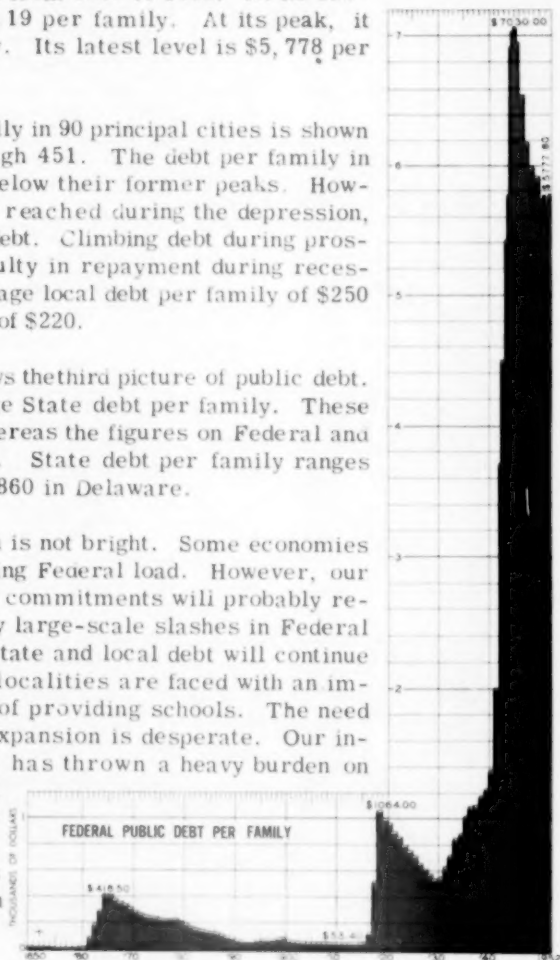 19 per family. At its peak, it
Its latest level is $5,778 per
ily in 90 principal cities is shown
gh 451. The debt per family in
elow their former peaks. How-
reached during the depression,
ebt. Climbing debt during pros-
ulty in repayment during reces-
age local debt per family of $250
of $220.
ws thethird picture of public debt.
e State debt per family. These
ereas the figures on Federal and
State debt per family ranges
860 in Delaware.
is not bright. Some economies
ng Federal load. However, our
commitments will probably re-
y large-scale slashes in Federal
tate and local debt will continue
localities are faced with an im-
of providing schools. The need
xpansion is desperate. Our in-
has thrown a heavy burden on
$7030.00
$5777.80
7
6
5
4
3
2
1
THOUSANDS OF DOLLARS
FEDERAL PUBLIC DEBT PER FAMILY
$416.50
$1064.00